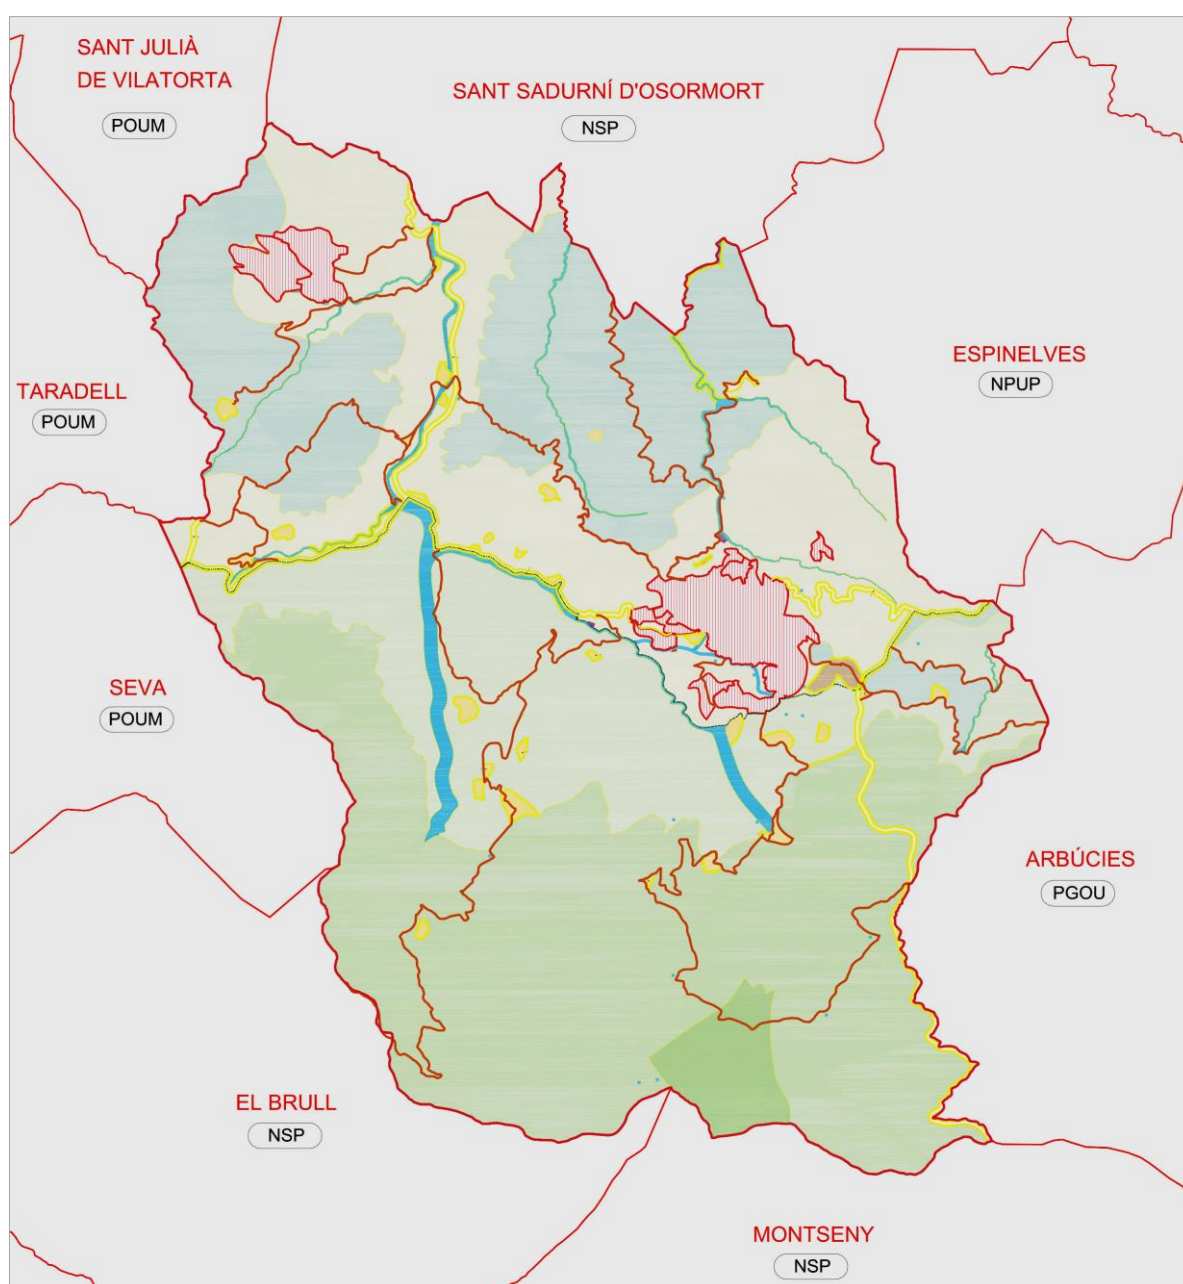 SANT JULIÀ
DE VILATORTA
POUM
SANT SADURNÍ D'OSORMORT
NSP
ESPINELVES
NPUP
TARADELL
POUM
SEVA
POUM
ARBÚCIES
PGOU
EL BRULL
NSP
MONTSENY
NSP